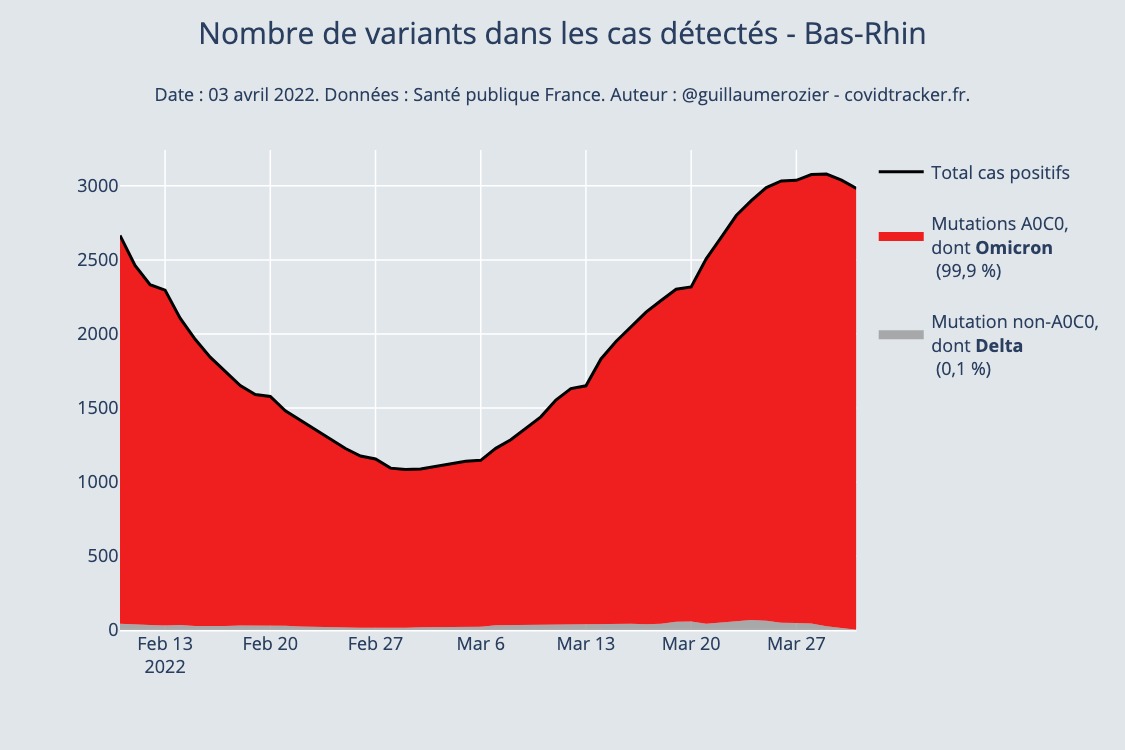 Nombre de variants dans les cas détectés - Bas-Rhin
Date : 03 avril 2022. Données : Santé publique France. Auteur : @guillaumerozier - covidtracker.fr.
3000
2500
2000
1500
1000
500
0
Feb 13
2022
Feb 20
Feb 27
Mar 6
Mar 13
Mar 20
Mar 27
Total cas positifs
Mutations A0C0,
dont Omicron
(99,9 %)
Mutation non-A0C0,
dont Delta
(0,1 %)